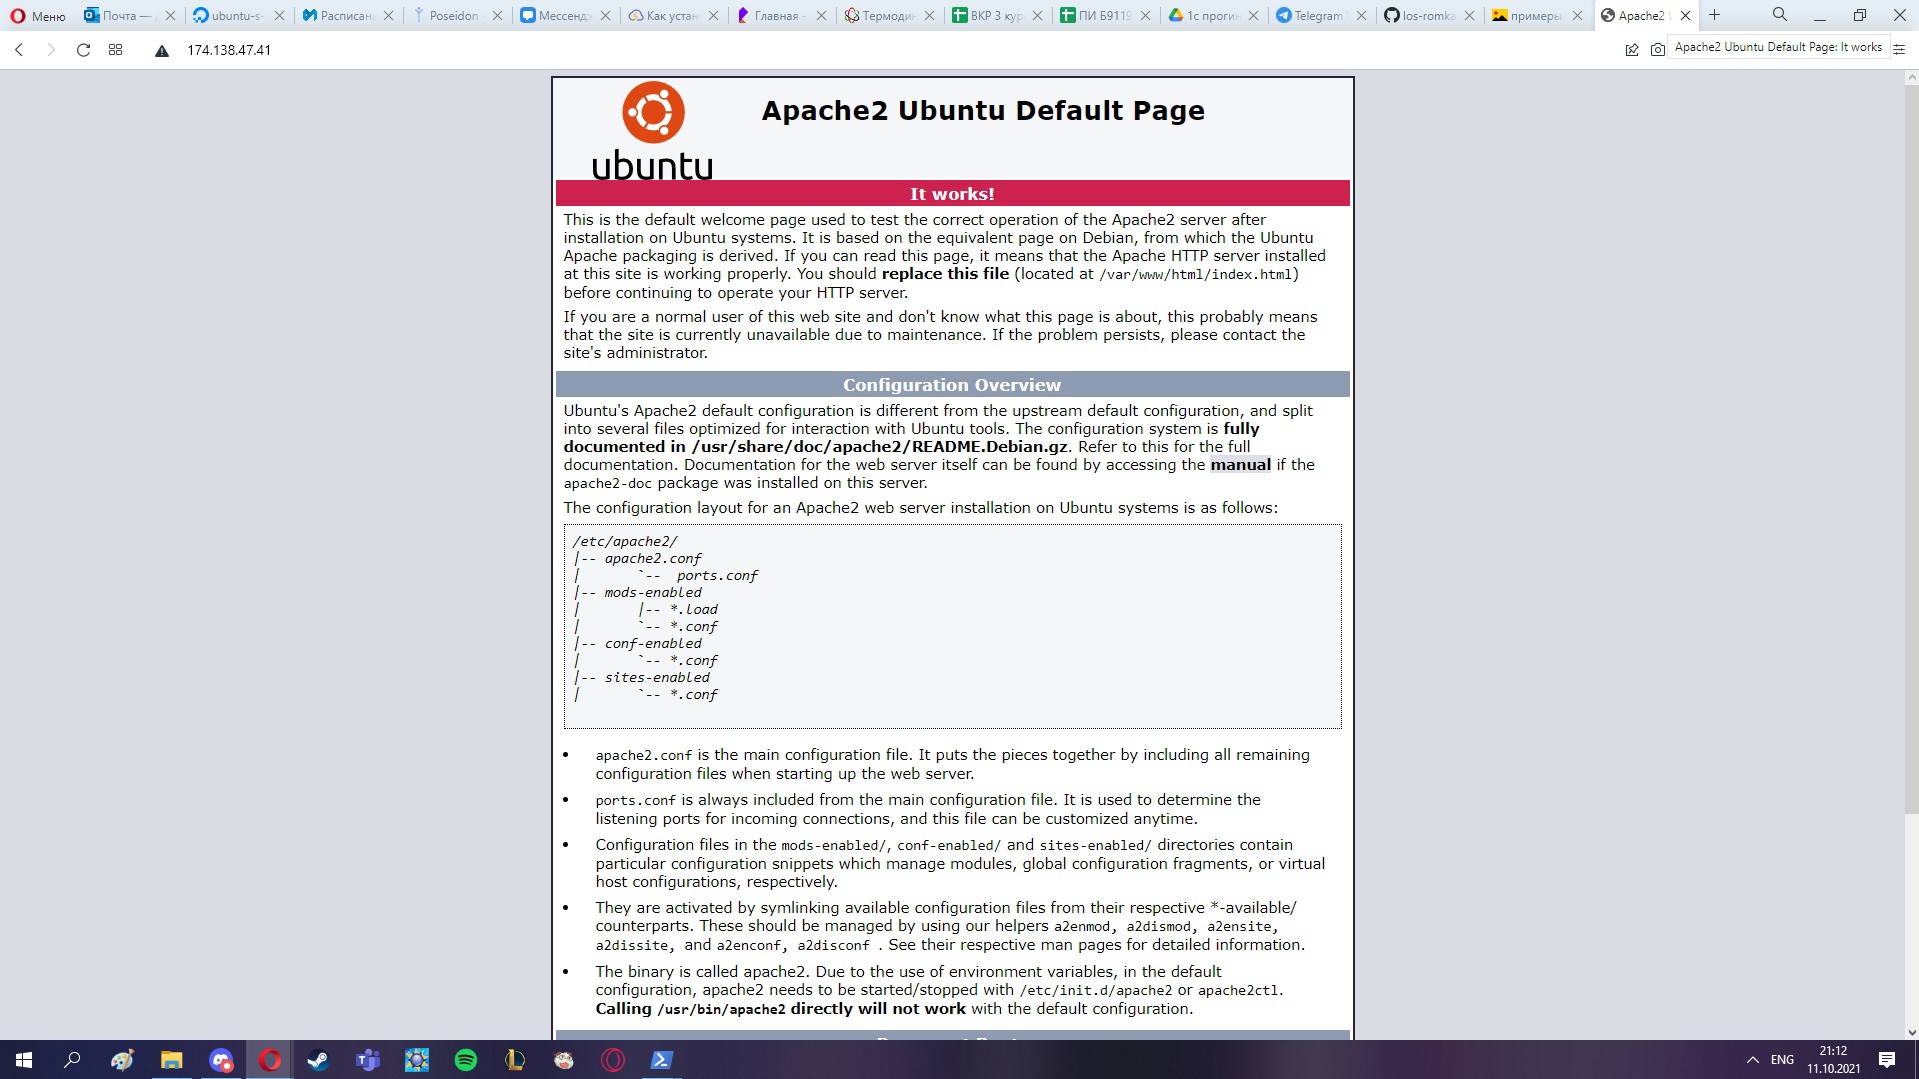 Меню
Почта —
ubuntu-s-
Расписани
Poseidon
Мессендж
Как устан
Главная -
Термодин
ВКР 3 кур
ПИ Б9119
1с прогин
Telegram
los-romka
примеры
Apache2 U
174.138.47.41
Apache2 Ubuntu Default Page: It works
ubuntu
Apache2 Ubuntu Default Page
It works!
This is the default welcome page used to test the correct operation of the Apache2 server after
installation on Ubuntu systems. It is based on the equivalent page on Debian, from which the Ubuntu
Apache packaging is derived. If you can read this page, it means that the Apache HTTP server installed
at this site is working properly. You should replace this file (located at /var/www/html/index.html)
before continuing to operate your HTTP server.
If you are a normal user of this web site and don't know what this page is about, this probably means
that the site is currently unavailable due to maintenance. If the problem persists, please contact the
site's administrator.
Configuration Overview
Ubuntu's Apache2 default configuration is different from the upstream default configuration, and split
into several files optimized for interaction with Ubuntu tools. The configuration system is fully
documented in /usr/share/doc/apache2/README.Debian.gz. Refer to this for the full
documentation. Documentation for the web server itself can be found by accessing the manual if the
apache2-doc package was installed on this server.
The configuration layout for an Apache2 web server installation on Ubuntu systems is as follows:
/etc/apache2/
|-- apache2.conf
|       `--  ports.conf
|-- mods-enabled
|       |-- *.load
|       `-- *.conf
|-- conf-enabled
|       `-- *.conf
|-- sites-enabled
|       `-- *.conf
• apache2.conf is the main configuration file. It puts the pieces together by including all remaining
configuration files when starting up the web server.
• ports.conf is always included from the main configuration file. It is used to determine the
listening ports for incoming connections, and this file can be customized anytime.
• Configuration files in the mods-enabled/, conf-enabled/ and sites-enabled/ directories contain
particular configuration snippets which manage modules, global configuration fragments, or virtual
host configurations, respectively.
• They are activated by symlinking available configuration files from their respective *-available/
counterparts. These should be managed by using our helpers a2enmod, a2dismod, a2ensite,
a2dissite, and a2enconf, a2disconf . See their respective man pages for detailed information.
• The binary is called apache2. Due to the use of environment variables, in the default
configuration, apache2 needs to be started/stopped with /etc/init.d/apache2 or apache2ctl.
Calling /usr/bin/apache2 directly will not work with the default configuration.
ENG
21:12
11.10.2021